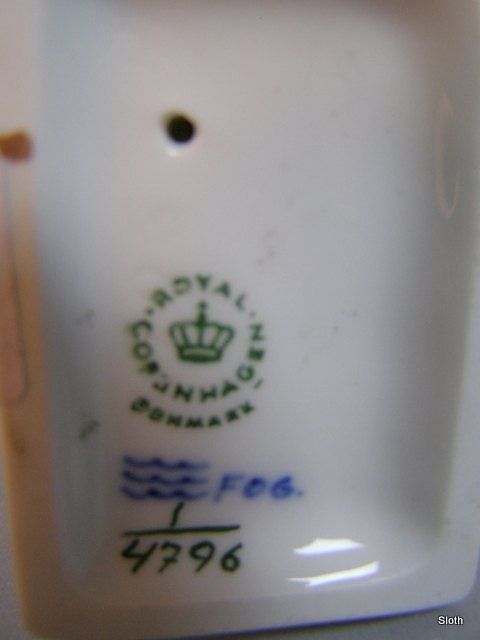 ROYAL COPENHAGEN
DENMARK
FOG.
1
4796
Sloth